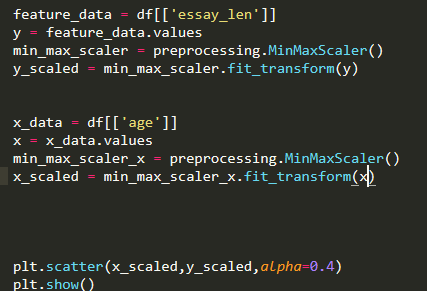 feature_data = df[['essay_len']]
y = feature_data.values
min_max_scaler = preprocessing.MinMaxScaler()
y_scaled = min_max_scaler.fit_transform(y)
x_data = df[['age']]
x = x_data.values
min_max_scaler_x = preprocessing.MinMaxScaler()
x_scaled = min_max_scaler_x.fit_transform(x)
plt.scatter(x_scaled,y_scaled,alpha=0.4)
plt.show()